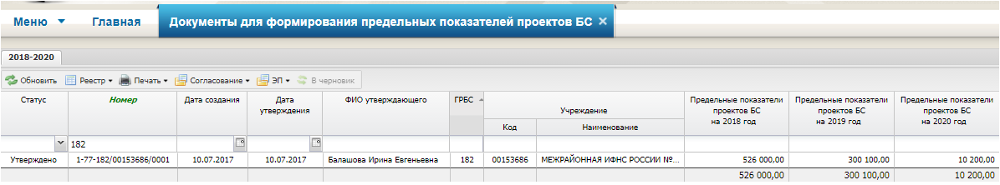 Меню Главная Документы для формирования предельных показателей проектов БС ×
2018-2020
Обновить Реестр Печать Согласование ЭП В черновик
Статус Номер Дата создания Дата утверждения ФИО утверждающего ГРБС Учреждение Предельные показатели проектов БС на 2018 год Предельные показатели проектов БС на 2019 год Предельные показатели проектов БС на 2020 год
Код Наименование
182
Утверждено 1-77-182/00153686/0001 10.07.2017 10.07.2017 Балашова Ирина Евгеньевна 182 00153686 МЕЖРАЙОННАЯ ИФНС РОССИИ №... 526 000,00 300 100,00 10 200,00
526 000,00 300 100,00 10 200,00